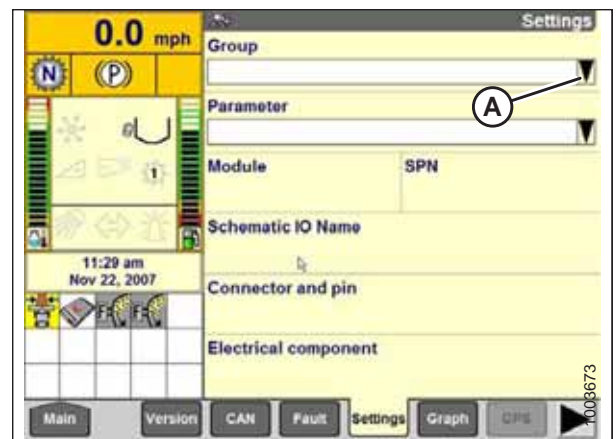 0.0 mph
Settings
Group
N
(P)
A
Parameter
1
Module
SPN
Schematic IO Name
11:29 am
Nov 22, 2007
Connector and pin
Electrical component
Main
Version
CAN
Fault
Settings
Graph
GPS
1003673